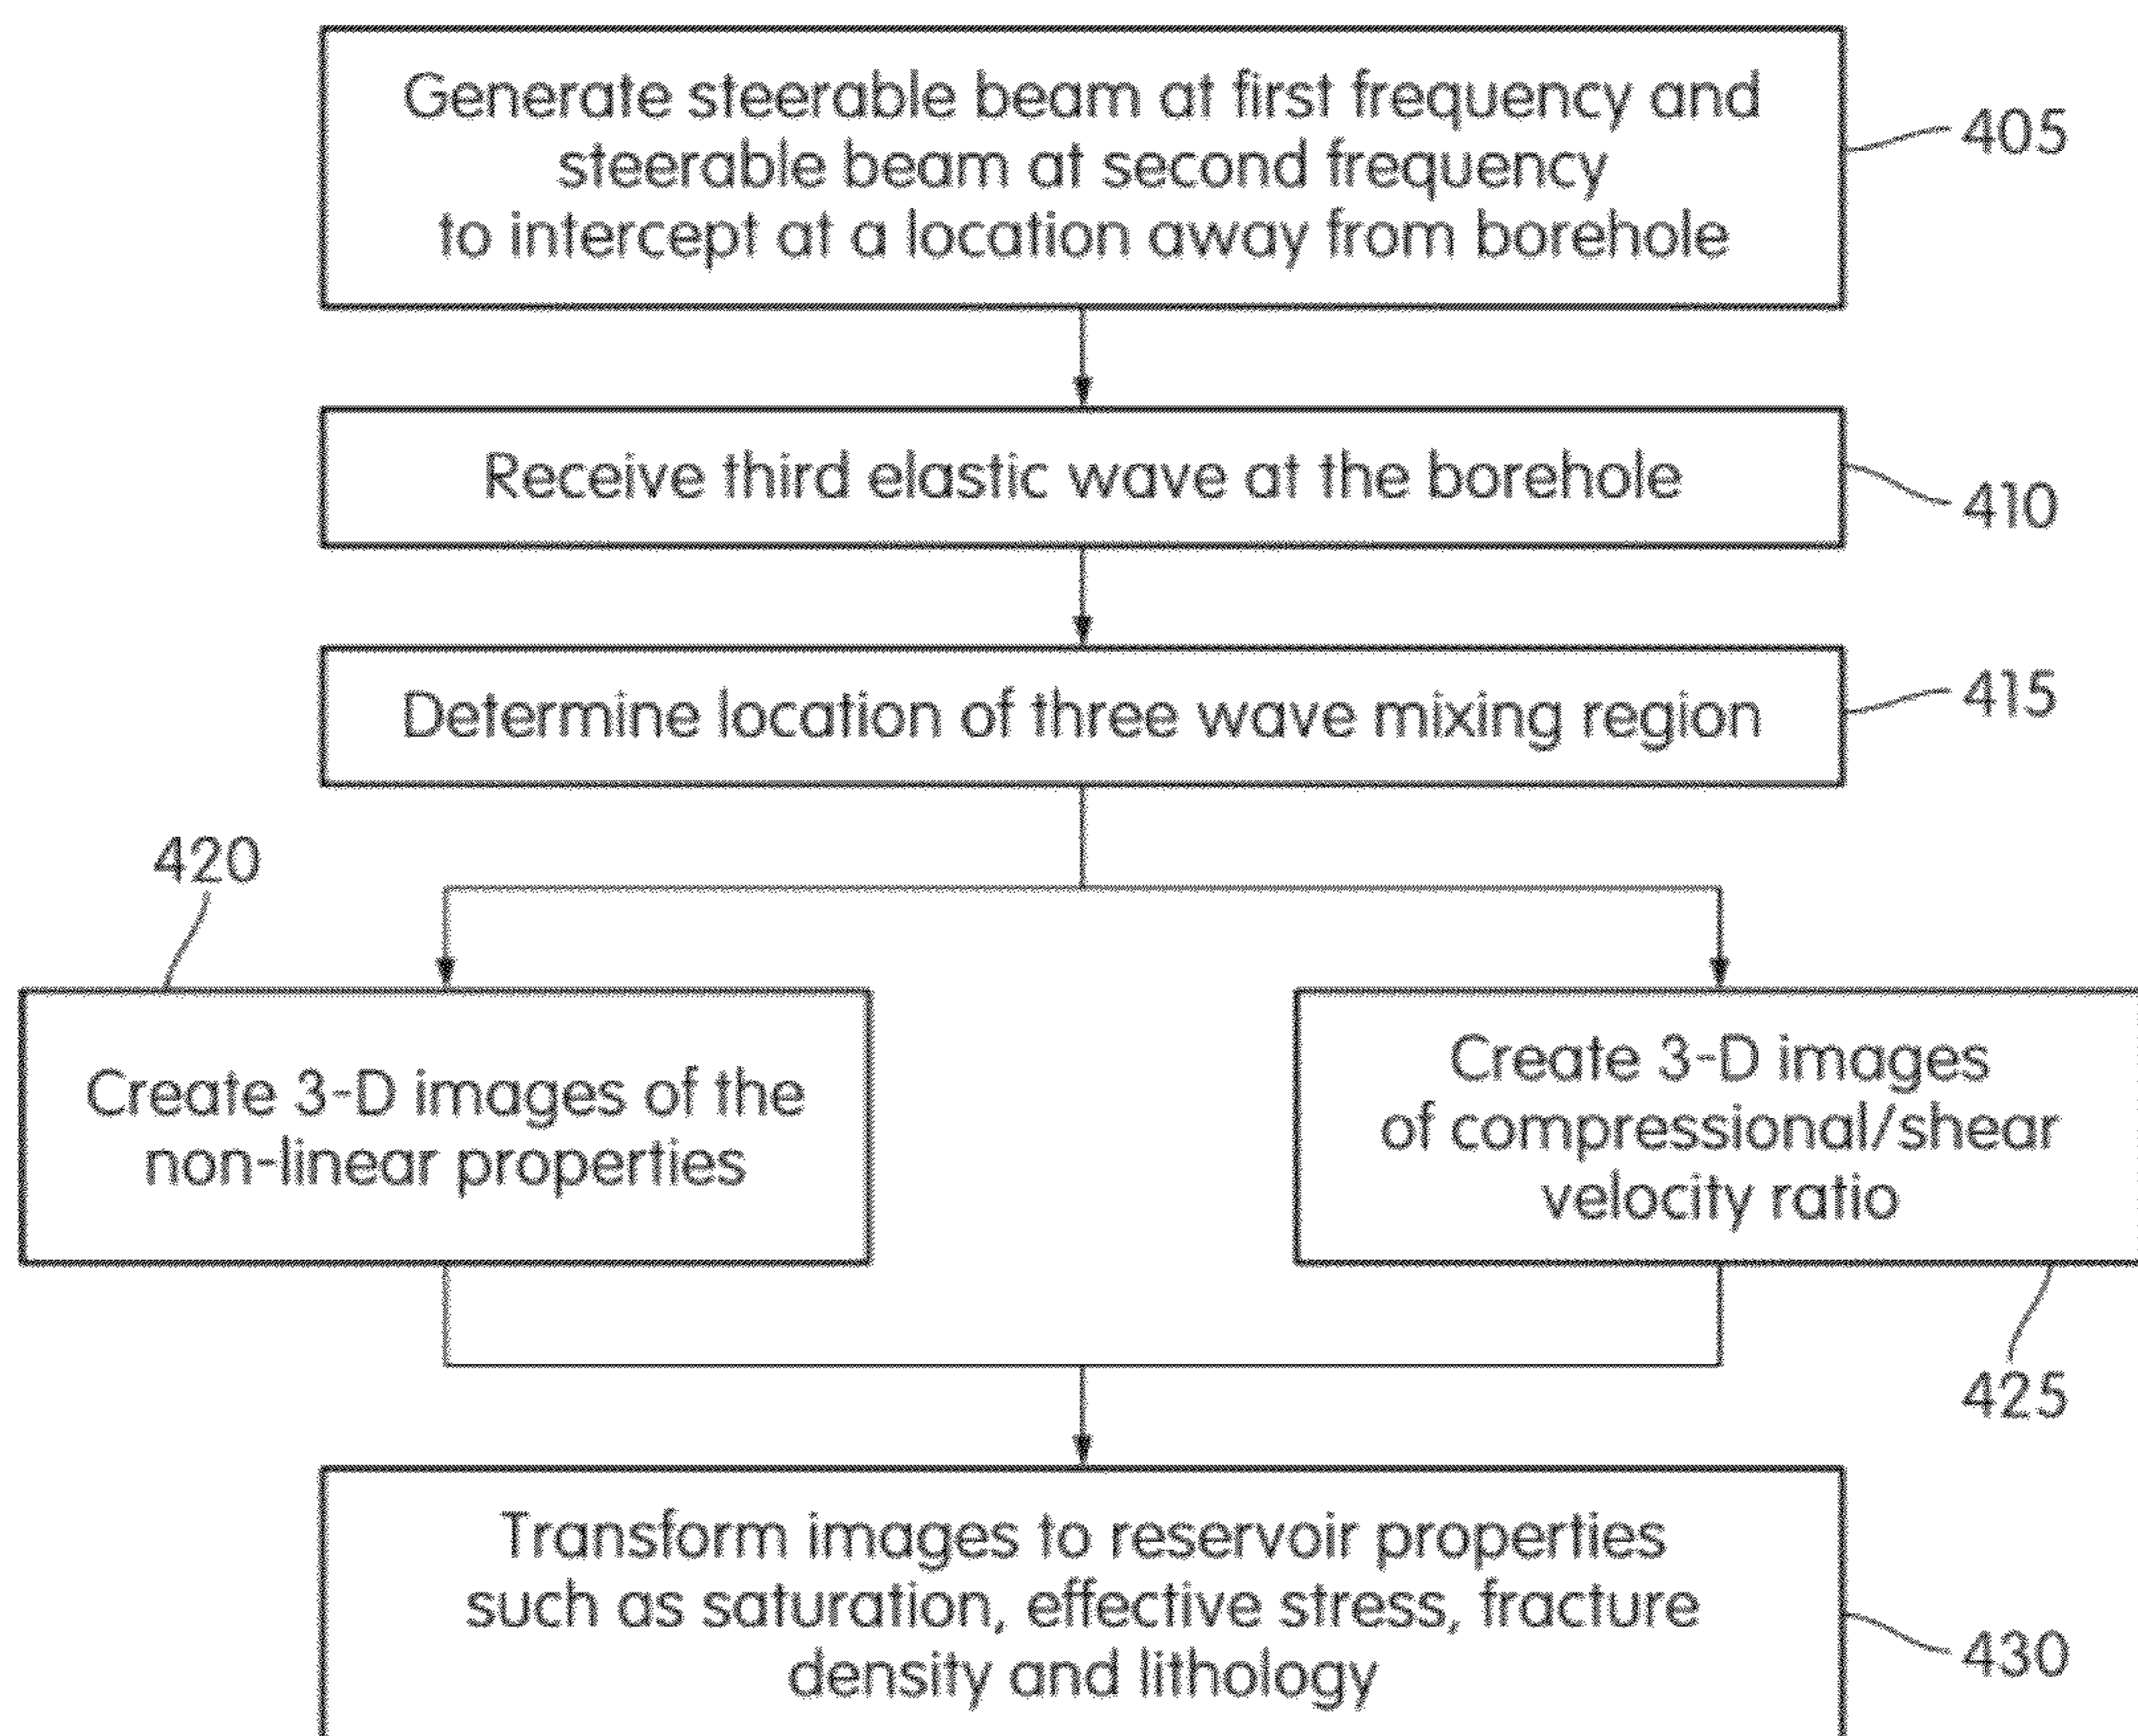 Generate steerable beam at first frequency and
steerable beam at second frequency
to intercept at a location away from borehole
405
Receive third elastic wave at the borehole
410
Determine location of three wave mixing region
415
420
Create 3-D images of the
non-linear properties
Create 3-D images
of compressional/shear
velocity ratio
425
Transform images to reservoir properties
such as saturation, effective stress, fracture
density and lithology
430